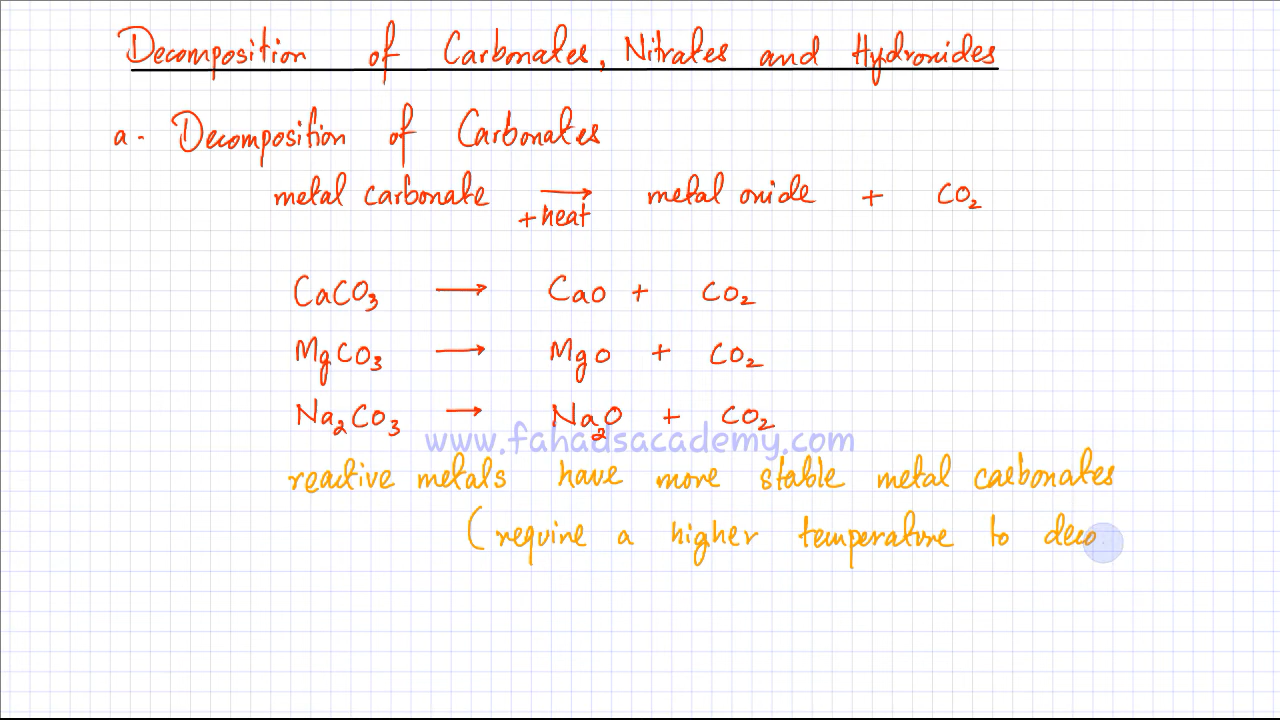 Decomposition of Carbonates, Nitrates and Hydroxides
a. Decomposition of Carbonates
metal carbonate → metal oxide + CO₂
+heat
CaCO₃ → CaO + CO₂
MgCO₃ → MgO + CO₂
Na₂CO₃ → Na₂O + CO₂
www.fahadsacademy.com
reactive metals have more stable metal carbonates
(require a higher temperature to deco